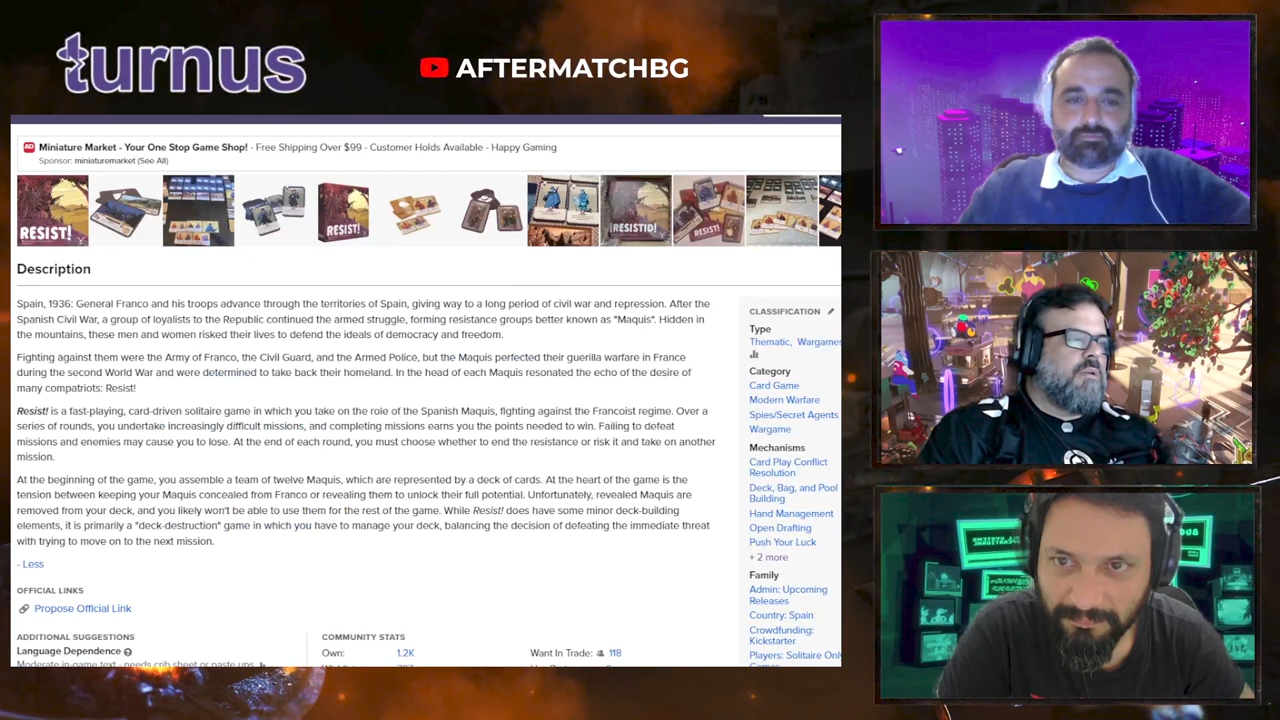 turnus
AFTERMATCHBG
AD Miniature Market - Your One Stop Game Shop! - Free Shipping Over $99 - Customer Holds Available - Happy Gaming
Sponsor: miniaturemarket (See All)
RESIST!
RESIST!
RESISTID!
RESIST!
Description
Spain, 1936: General Franco and his troops advance through the territories of Spain, giving way to a long period of civil war and repression. After the
Spanish Civil War, a group of loyalists to the Republic continued the armed struggle, forming resistance groups better known as "Maquis". Hidden in
the mountains, these men and women risked their lives to defend the ideals of democracy and freedom.
Fighting against them were the Army of Franco, the Civil Guard, and the Armed Police, but the Maquis perfected their guerilla warfare in France
during the second World War and were determined to take back their homeland. In the head of each Maquis resonated the echo of the desire of
many compatriots: Resist!
Resist! is a fast-playing, card-driven solitaire game in which you take on the role of the Spanish Maquis, fighting against the Francoist regime. Over a
series of rounds, you undertake increasingly difficult missions, and completing missions earns you the points needed to win. Failing to defeat
missions and enemies may cause you to lose. At the end of each round, you must choose whether to end the resistance or risk it and take on another
mission.
At the beginning of the game, you assemble a team of twelve Maquis, which are represented by a deck of cards. At the heart of the game is the
tension between keeping your Maquis concealed from Franco or revealing them to unlock their full potential. Unfortunately, revealed Maquis are
removed from your deck, and you likely won't be able to use them for the rest of the game. While Resist! does have some minor deck-building
elements, it is primarily a "deck-destruction" game in which you have to manage your deck, balancing the decision of defeating the immediate threat
with trying to move on to the next mission.
- Less
OFFICIAL LINKS
Propose Official Link
ADDITIONAL SUGGESTIONS
Language Dependence
Moderate in-game text - needs crib sheet or paste ups
COMMUNITY STATS
Own: 1.2K
Want In Trade: 118
CLASSIFICATION
Type
Thematic, Wargames
Category
Card Game
Modern Warfare
Spies/Secret Agents
Wargame
Mechanisms
Card Play Conflict
Resolution
Deck, Bag, and Pool
Building
Hand Management
Open Drafting
Push Your Luck
+ 2 more
Family
Admin: Upcoming
Releases
Country: Spain
Crowdfunding:
Kickstarter
Players: Solitaire Only